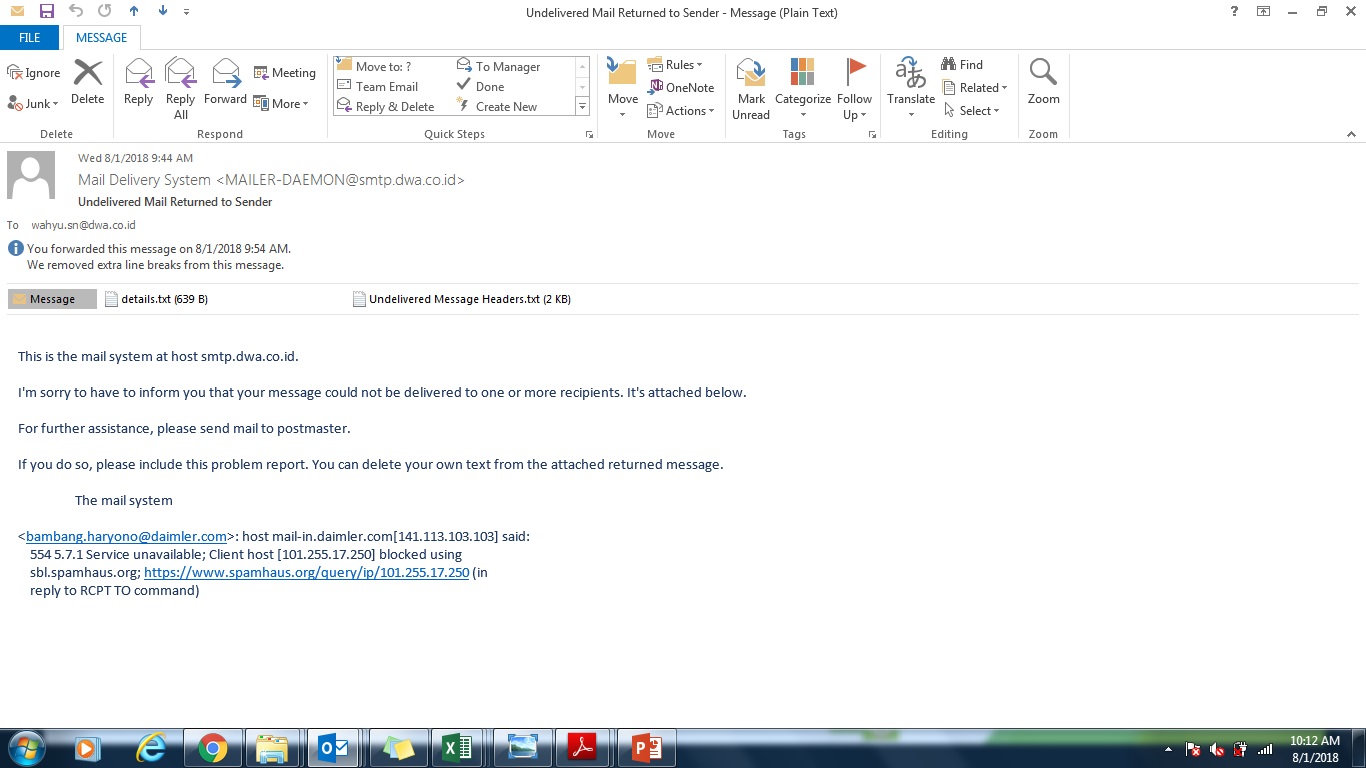 Undelivered Mail Returned to Sender - Message (Plain Text)
FILE
MESSAGE
Ignore
Junk
Delete
Delete
Reply
Reply All
Forward
Meeting
More
Respond
Move to: ?
Team Email
Reply & Delete
To Manager
Done
Create New
Quick Steps
Move
Rules
OneNote
Actions
Move
Mark Unread
Categorize
Follow Up
Tags
Translate
Find
Related
Select
Editing
Zoom
Zoom
Wed 8/1/2018 9:44 AM
Mail Delivery System <MAILER-DAEMON@smtp.dwa.co.id>
Undelivered Mail Returned to Sender
To wahyu.sn@dwa.co.id
You forwarded this message on 8/1/2018 9:54 AM.
We removed extra line breaks from this message.
Message
details.txt (639 B)
Undelivered Message Headers.txt (2 KB)
This is the mail system at host smtp.dwa.co.id.
I'm sorry to have to inform you that your message could not be delivered to one or more recipients. It's attached below.
For further assistance, please send mail to postmaster.
If you do so, please include this problem report. You can delete your own text from the attached returned message.
The mail system
<bambang.haryono@daimler.com>: host mail-in.daimler.com[141.113.103.103] said:
554 5.7.1 Service unavailable; Client host [101.255.17.250] blocked using
sbl.spamhaus.org; https://www.spamhaus.org/query/ip/101.255.17.250 (in
reply to RCPT TO command)
10:12 AM
8/1/2018